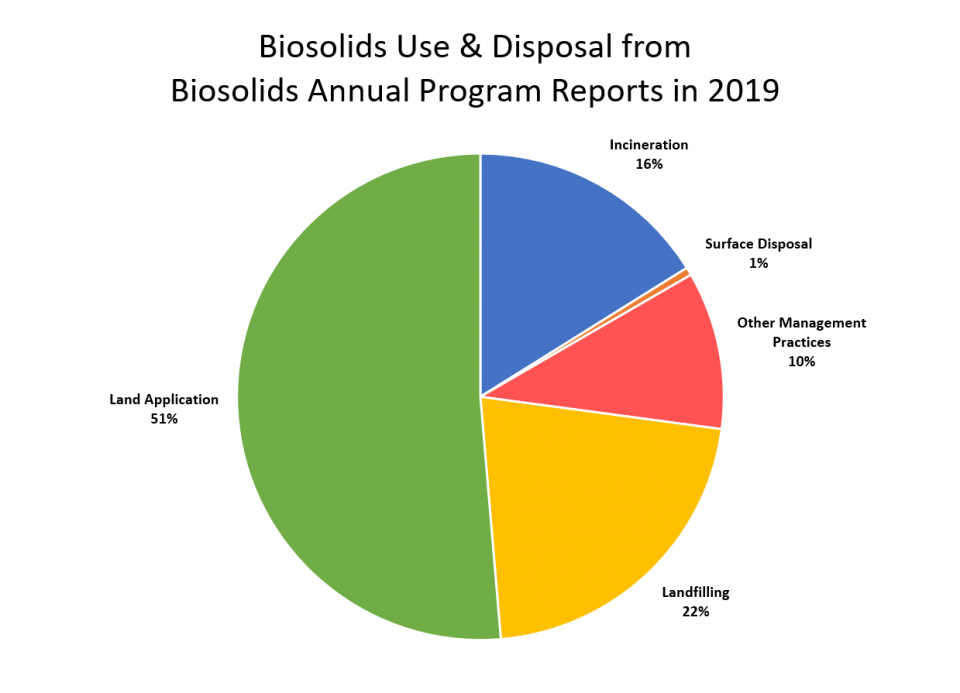 Biosolids Use & Disposal from
Biosolids Annual Program Reports in 2019
Incineration
16%
Surface Disposal
1%
Other Management
Practices
10%
Land Application
51%
Landfilling
22%